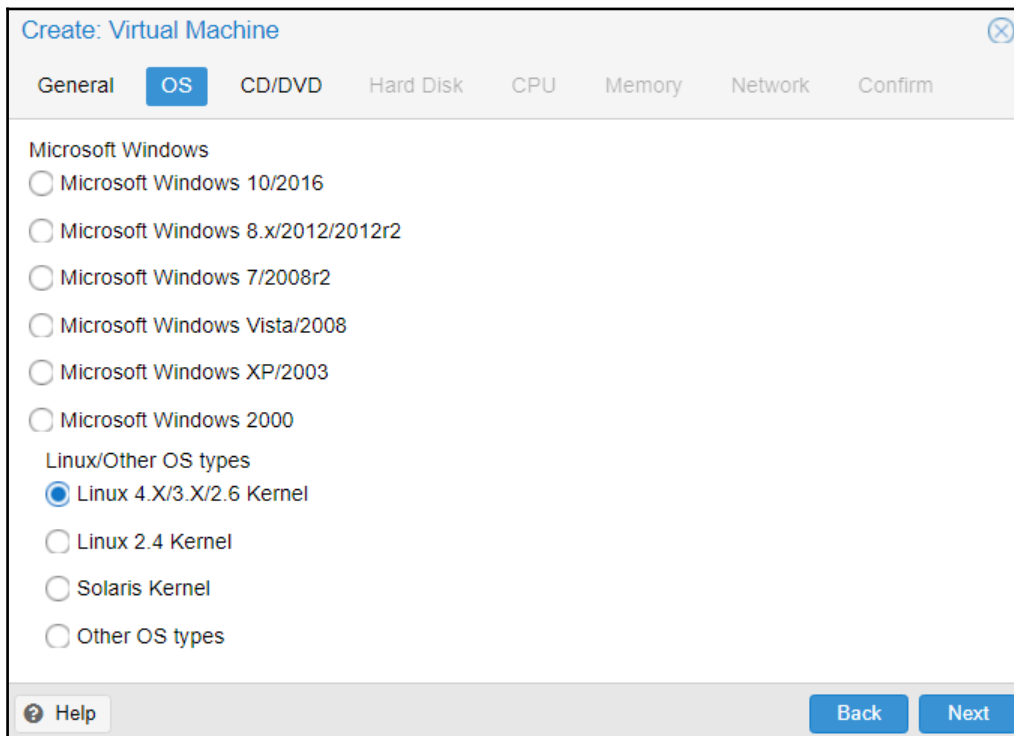 Create: Virtual Machine
General OS CD/DVD Hard Disk CPU Memory Network Confirm
Microsoft Windows
Microsoft Windows 10/2016
Microsoft Windows 8.x/2012/2012r2
Microsoft Windows 7/2008r2
Microsoft Windows Vista/2008
Microsoft Windows XP/2003
Microsoft Windows 2000
Linux/Other OS types
Linux 4.X/3.X/2.6 Kernel
Linux 2.4 Kernel
Solaris Kernel
Other OS types
Help Back Next